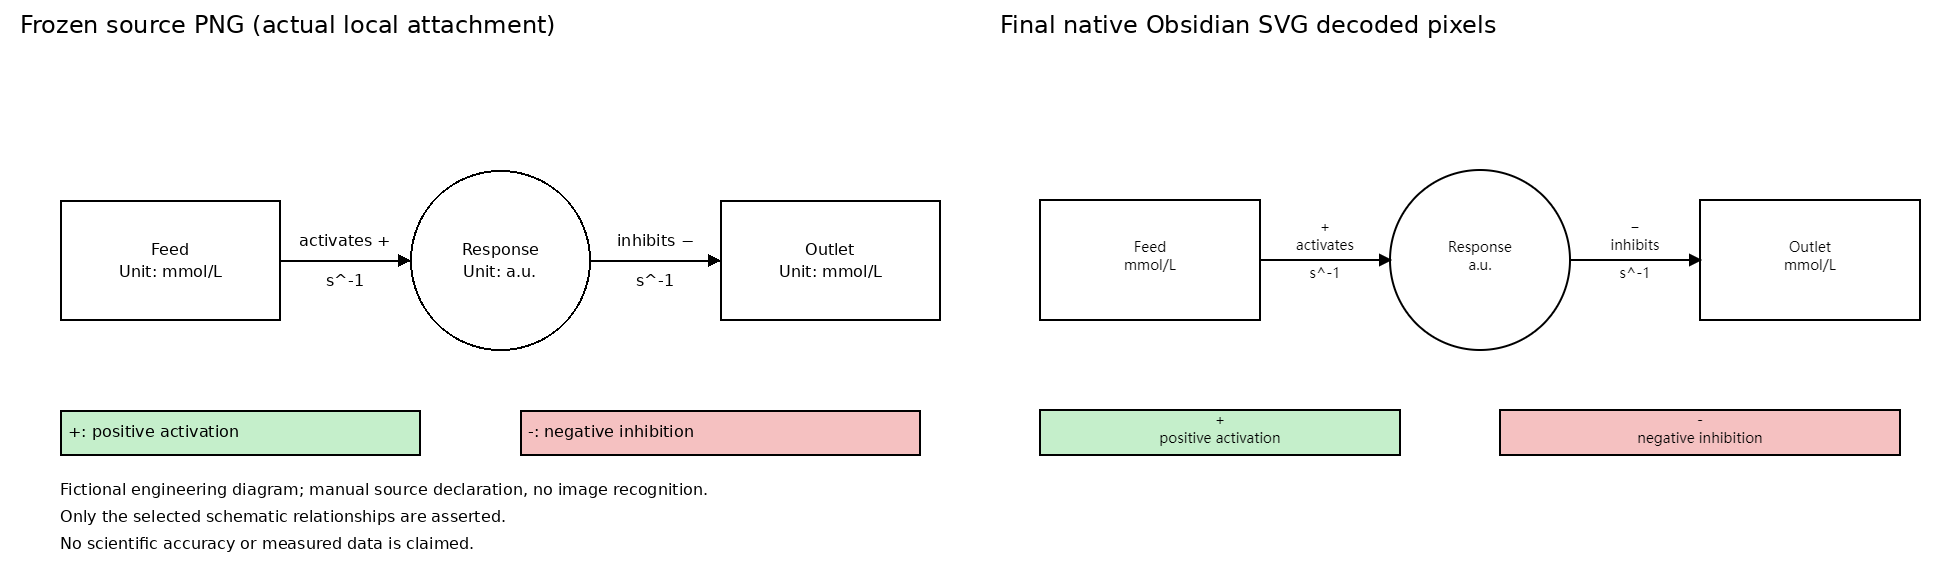 Frozen source PNG (actual local attachment)
Feed
Unit: mmol/L
activates +
s^-1
Response
Unit: a.u.
inhibits −
s^-1
Outlet
Unit: mmol/L
+: positive activation
-: negative inhibition
Fictional engineering diagram; manual source declaration, no image recognition.
Only the selected schematic relationships are asserted.
No scientific accuracy or measured data is claimed.
Final native Obsidian SVG decoded pixels
Feed
mmol/L
+
activates
s^-1
Response
a.u.
−
inhibits
s^-1
Outlet
mmol/L
+
positive activation
-
negative inhibition